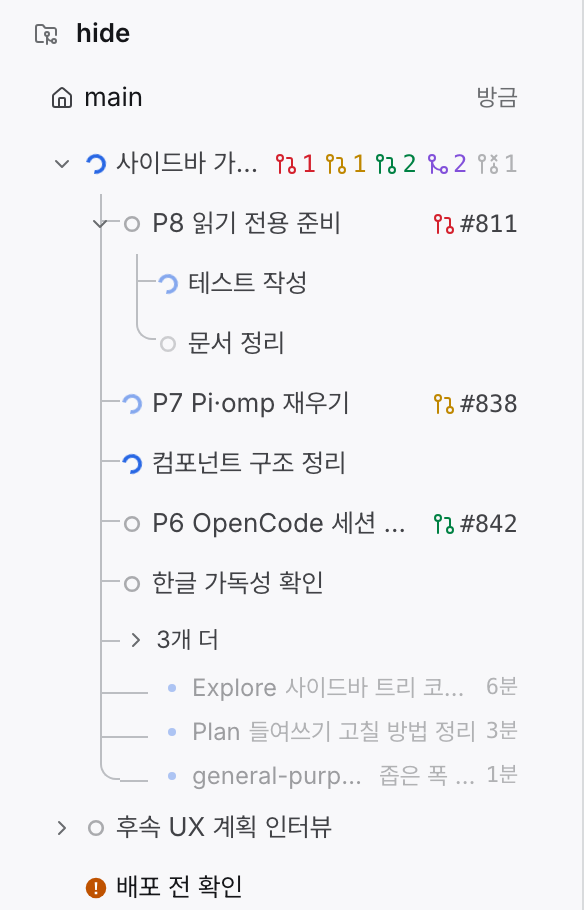 hide
main 방금
사이드바 가... 1 1 2 2 1
P8 읽기 전용 준비 #811
테스트 작성
문서 정리
P7 Pi·omp 재우기 #838
컴포넌트 구조 정리
P6 OpenCode 세션 ... #842
한글 가독성 확인
3개 더
Explore 사이드바 트리 코... 6분
Plan 들여쓰기 고칠 방법 정리 3분
general-purp... 좁은 폭 ... 1분
후속 UX 계획 인터뷰
배포 전 확인